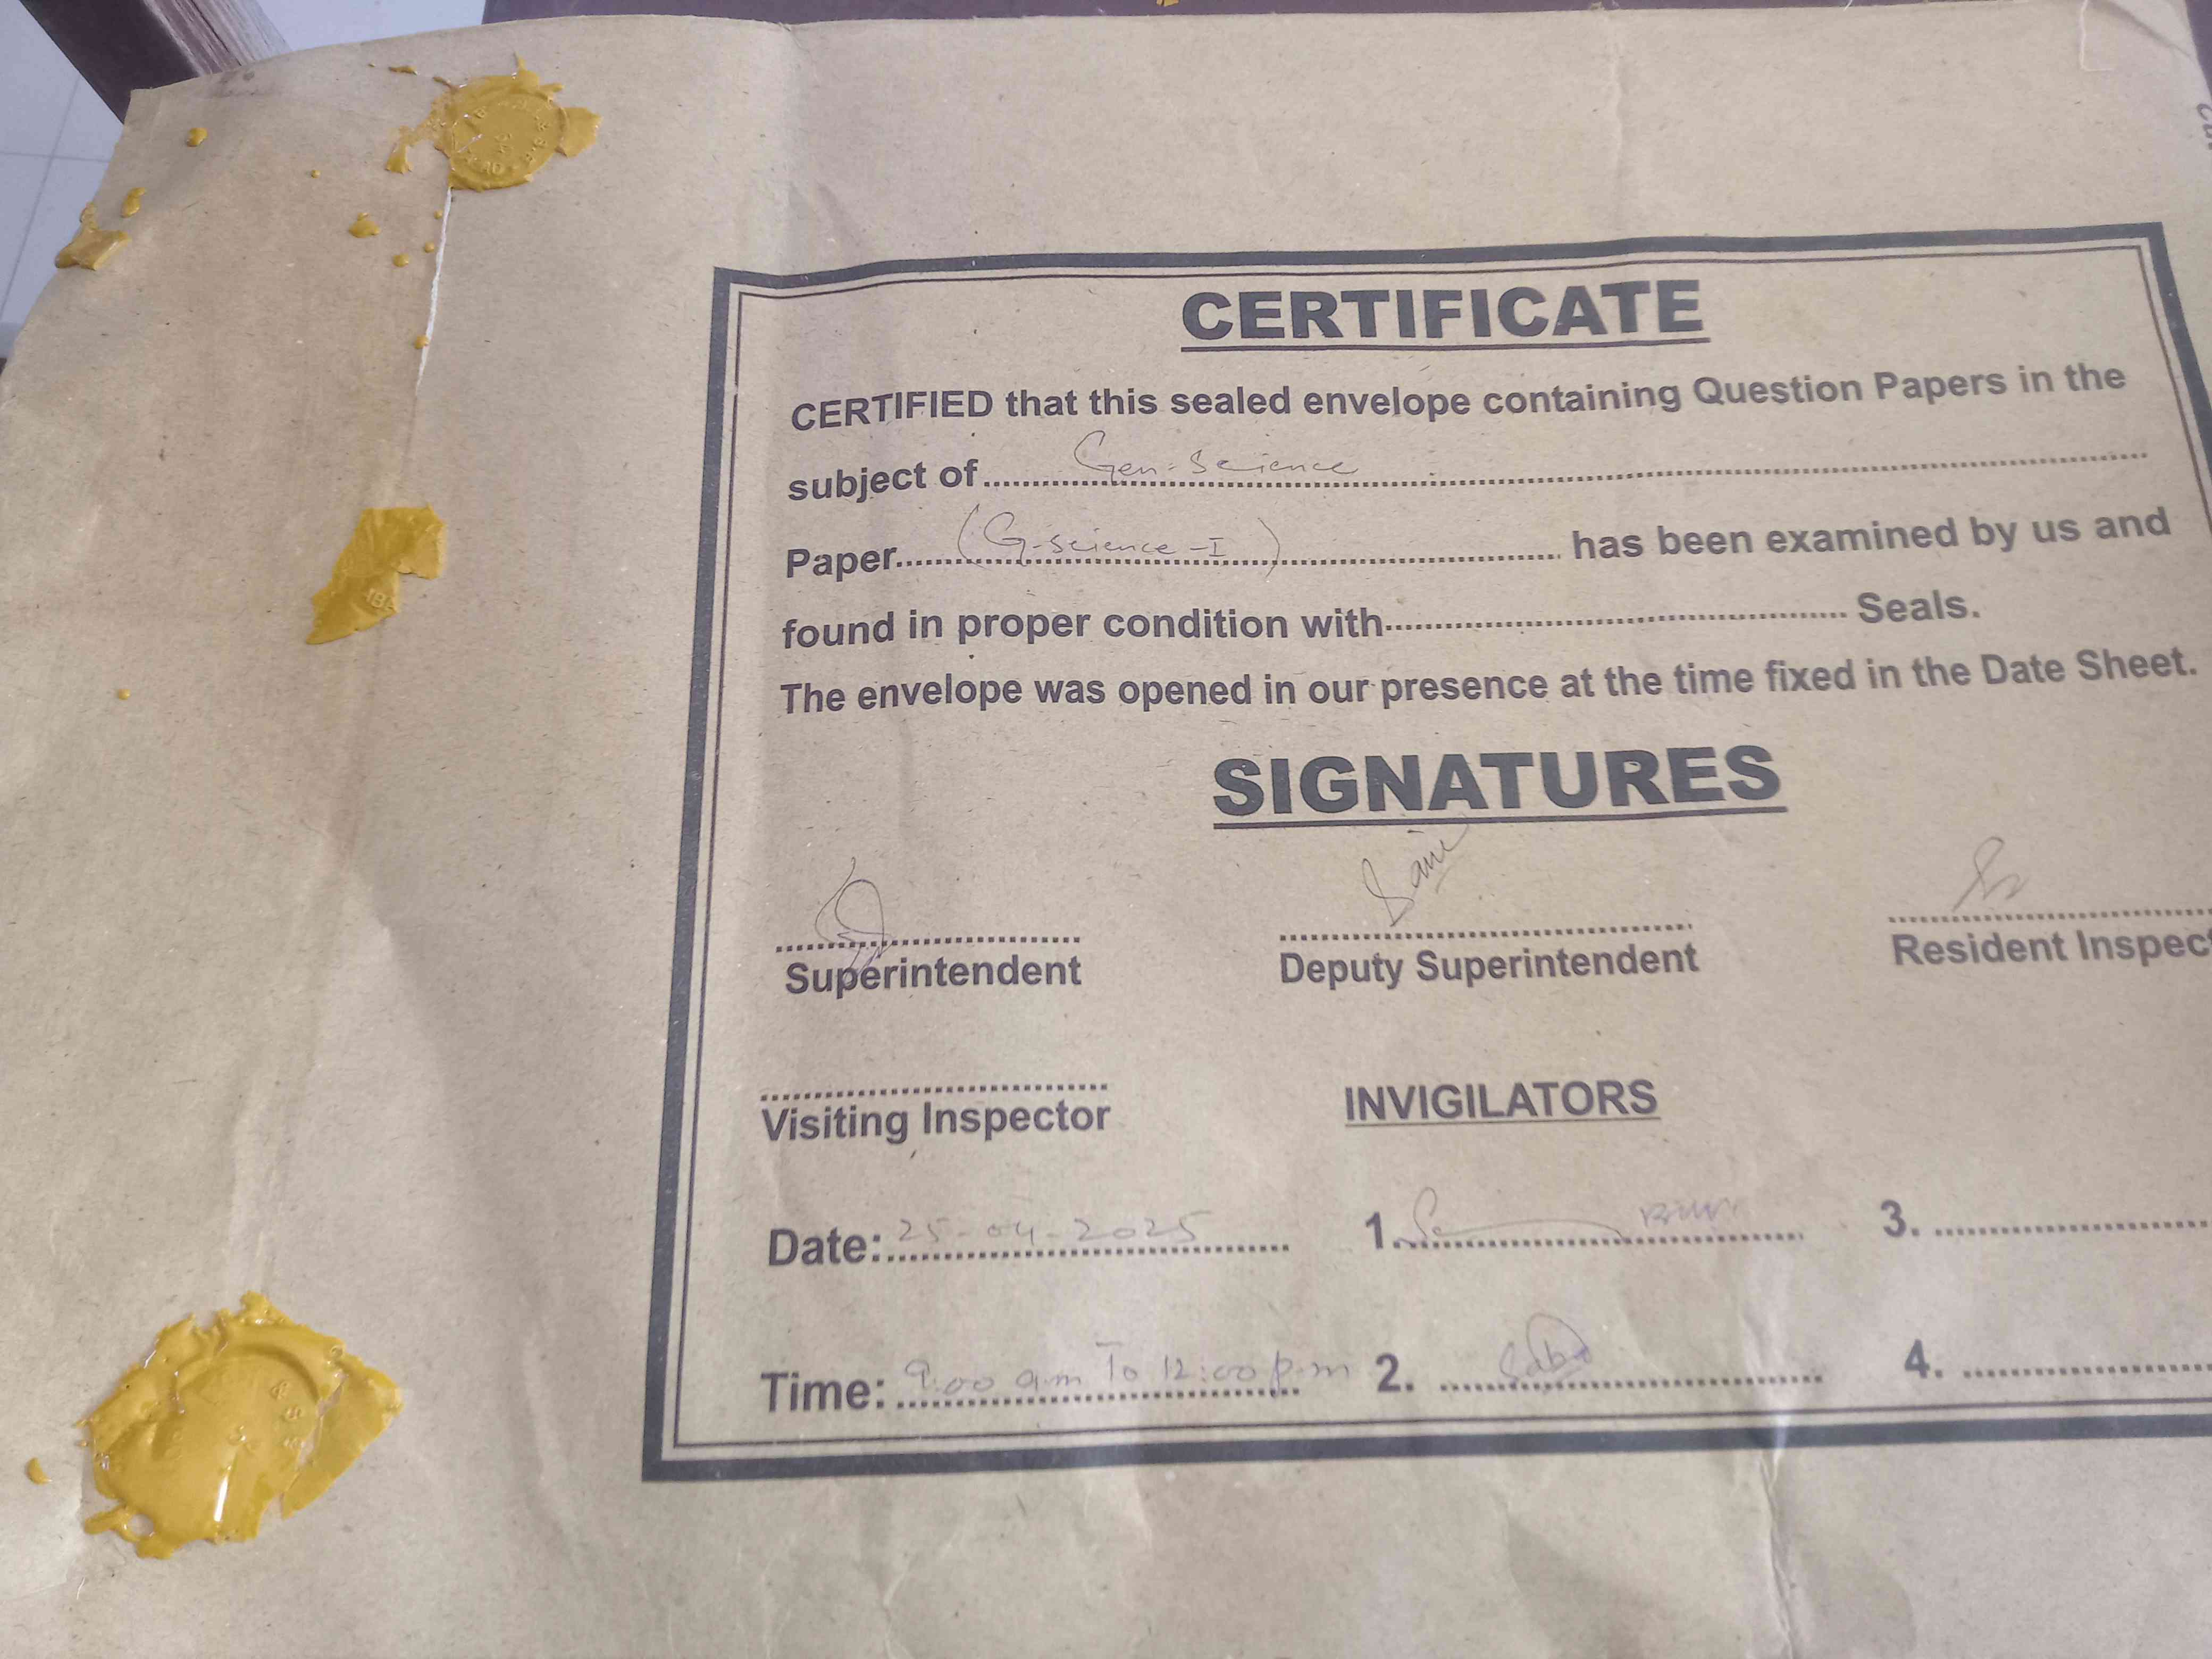 CERTIFICATE
CERTIFIED that this sealed envelope containing Question Papers in the
subject of Gen. Science
Paper (G-science-I) has been examined by us and
found in proper condition with Seals.
The envelope was opened in our presence at the time fixed in the Date Sheet.
SIGNATURES
Superintendent Deputy Superintendent Resident Inspect
Visiting Inspector INVIGILATORS
Date: 25-04-2025 1. 3.
Time: 9:00 am To 12:00 p.m 2. 4.